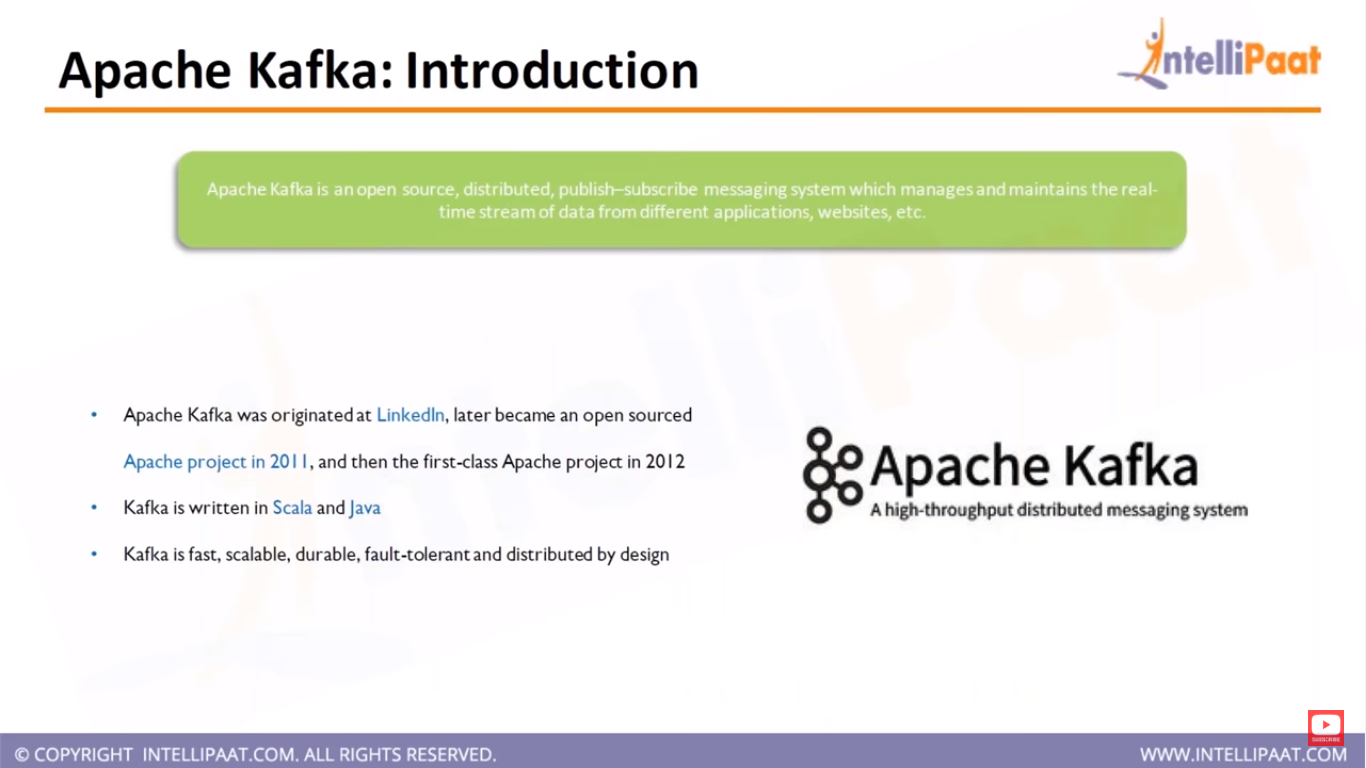 Apache Kafka: Introduction
IntelliPaat
Apache Kafka is an open source, distributed, publish–subscribe messaging system which manages and maintains the real-
time stream of data from different applications, websites, etc.
• Apache Kafka was originated at LinkedIn, later became an open sourced
Apache project in 2011, and then the first-class Apache project in 2012
• Kafka is written in Scala and Java
• Kafka is fast, scalable, durable, fault-tolerant and distributed by design
Apache Kafka
A high-throughput distributed messaging system
SUBSCRIBE
© COPYRIGHT INTELLIPAAT.COM. ALL RIGHTS RESERVED.
WWW.INTELLIPAAT.COM